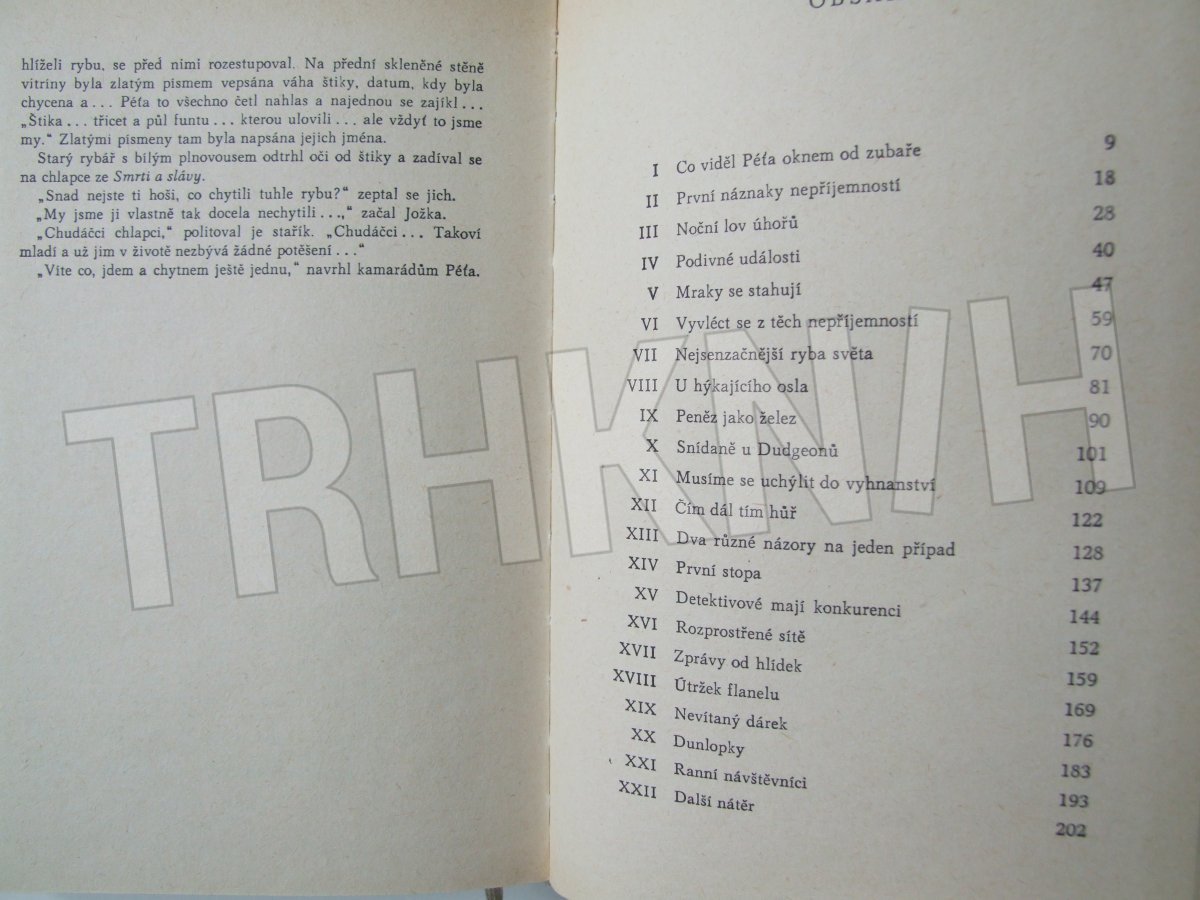 hlíželi rybu, se před nimi rozestupoval. Na přední skleněné stěně
vitríny byla zlatým písmem vepsána váha štiky, datum, kdy byla
chycena a... Péťa to všechno četl nahlas a najednou se zajíkl...
„Štika... třicet a půl funtu... kterou ulovili... ale vždyť to jsme
my.“ Zlatými písmeny tam byla napsána jejich jména.
Starý rybář s bílým plnovousem odtrhl oči od štiky a zadíval se
na chlapce ze Smrti a slávy.
„Snad nejste ti hoši, co chytili tuhle rybu?“ zeptal se jich.
„My jsme ji vlastně tak docela nechytili...,“ začal Jožka.
„Chudáčci chlapci,“ politoval je stařík. „Chudáčci... Takoví
mladí a už jim v životě nezbývá žádné potěšení...“
„Víte co, jdem a chytnem ještě jednu,“ navrhl kamarádům Péťa.
OBSAH
I Co viděl Péťa oknem od zubaře 9
II První náznaky nepříjemností 18
III Noční lov úhořů 28
IV Podivné události 40
V Mraky se stahují 47
VI Vyvléct se z těch nepříjemností 59
VII Nejsenzačnější ryba světa 70
VIII U hýkajícího osla 81
IX Peněz jako želez 90
X Snídaně u Dudgeonů 101
XI Musíme se uchýlit do vyhnanství 109
XII Čím dál tím hůř 122
XIII Dva různé názory na jeden případ 128
XIV První stopa 137
XV Detektivové mají konkurenci 144
XVI Rozprostřené sítě 152
XVII Zprávy od hlídek 159
XVIII Útržek flanelu 169
XIX Nevítaný dárek 176
XX Dunlopky 183
XXI Ranní návštěvníci 193
XXII Další nátěr 202
TRHKNIH